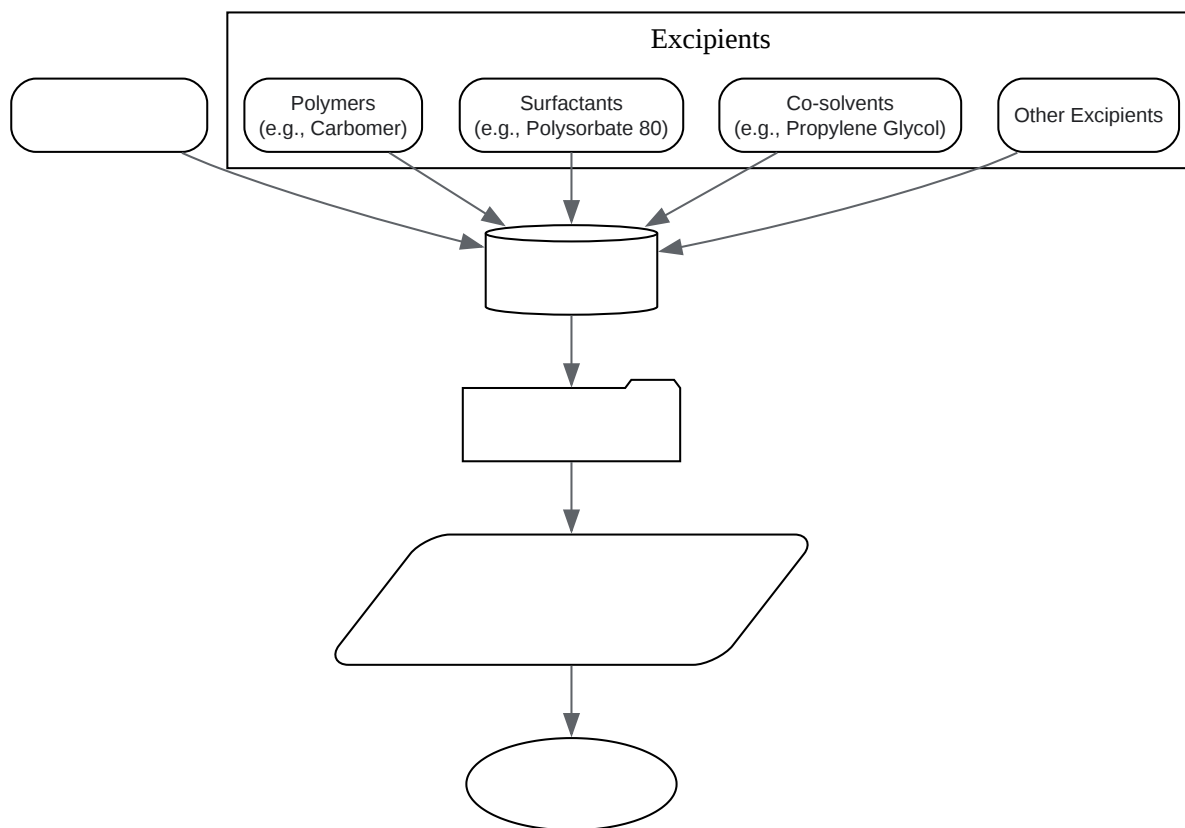 Excipients
Polymers
(e.g., Carbomer)
Surfactants
(e.g., Polysorbate 80)
Co-solvents
(e.g., Propylene Glycol)
Other Excipients